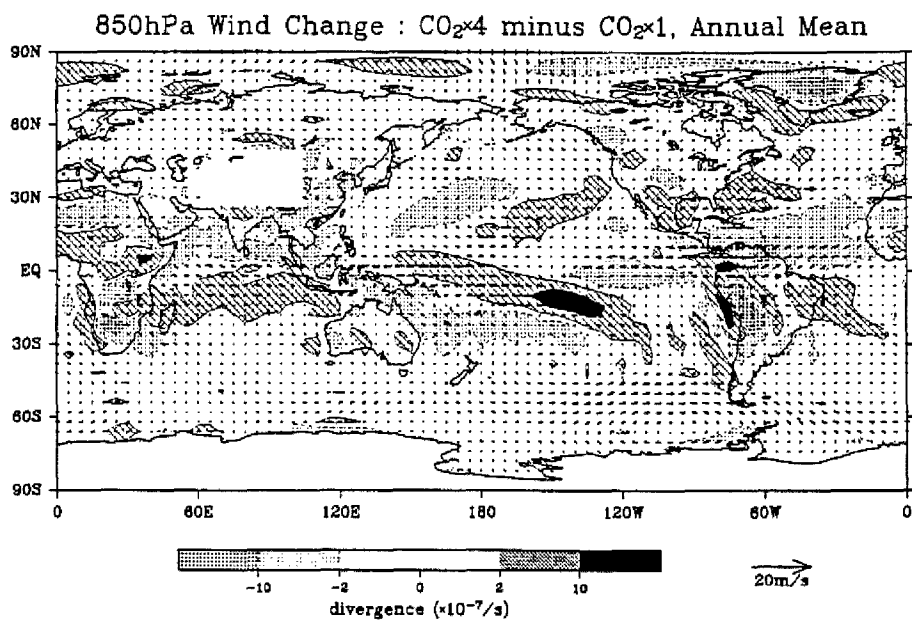 850hPa Wind Change : CO₂×4 minus CO₂×1, Annual Mean
90N
60N
30N
EQ
30S
60S
90S
0 60E 120E 180 120W 60W 0
-10 -2 0 2 10
divergence (×10⁻⁷/s)
20m/s